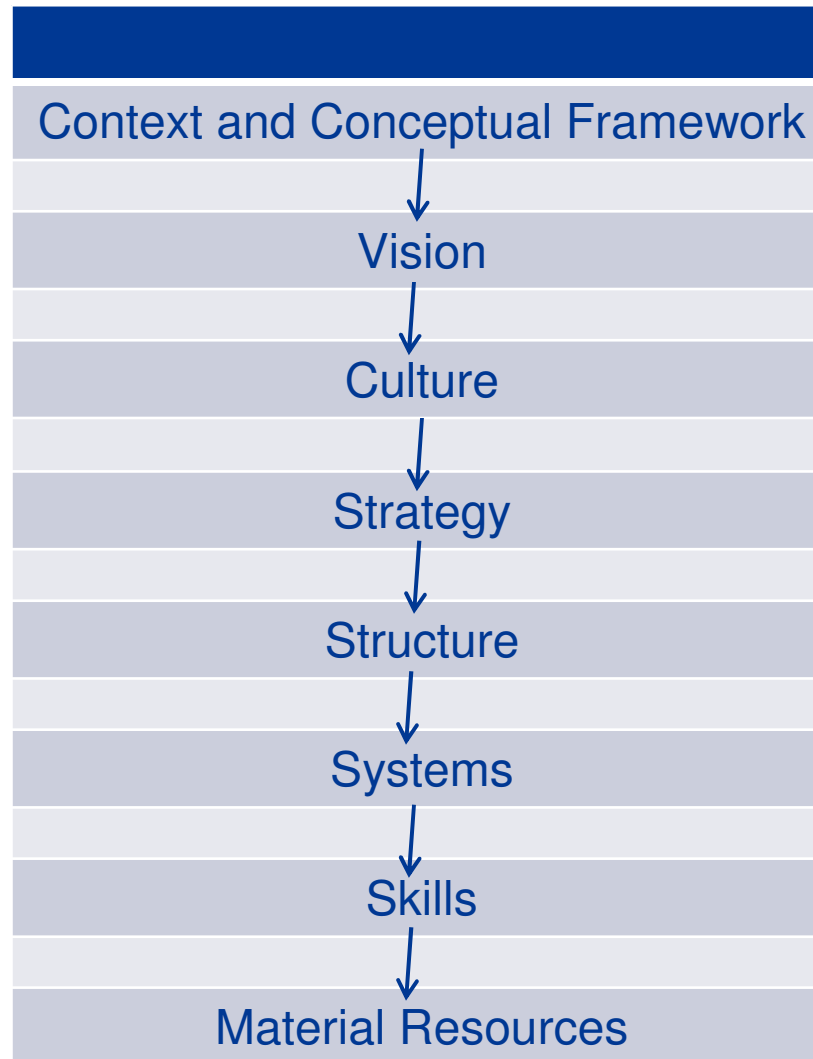 Context and Conceptual Framework
Vision
Culture
Strategy
Structure
Systems
Skills
Material Resources